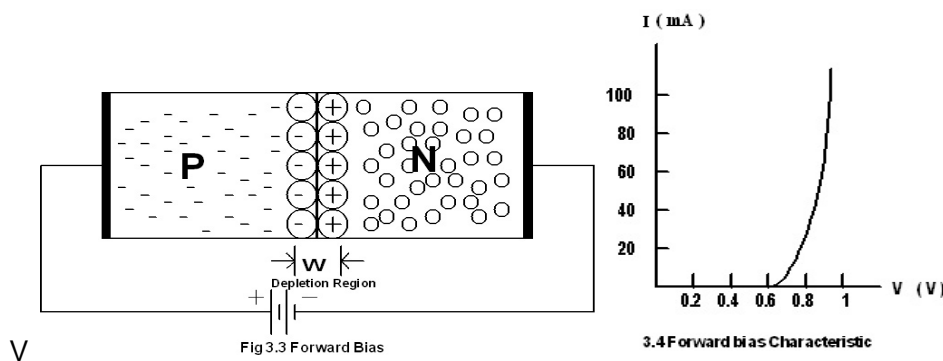 I ( mA)
100
80
60
40
20
0.2 0.4 0.6 0.8 1
V (V)
3.4 Forward bias Characteristic
P
N
- + 
- +
- +
- +
- +
W
Depletion Region
+ -
Fig 3.3 Forward Bias
V